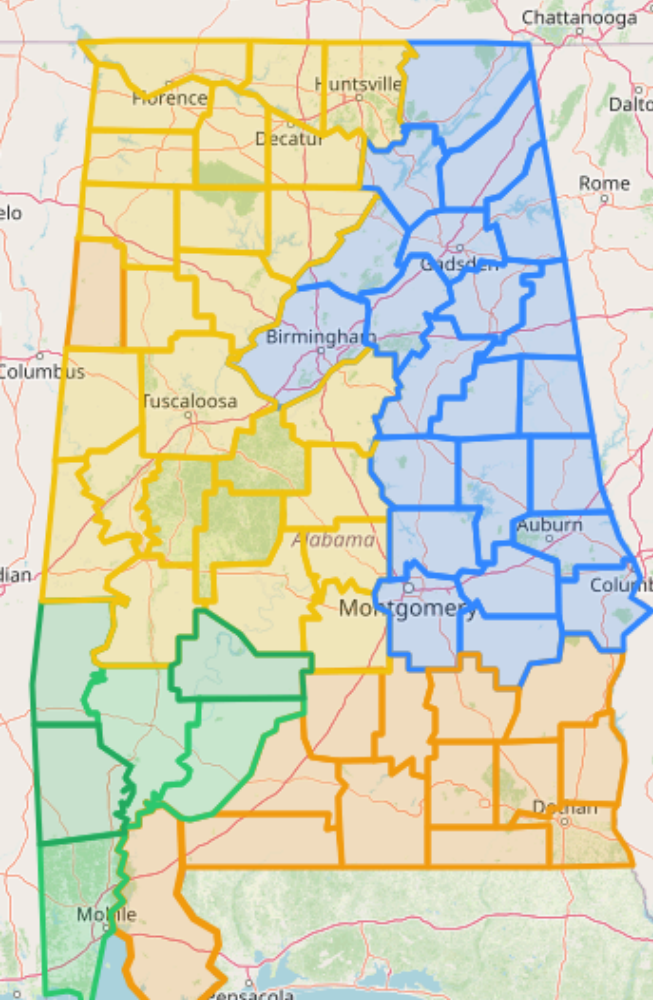 Chattanooga
Huntsville
Florence
Dalto
Decatur
Rome
elo
Gadsden
Birmingham
Columbus
Tuscaloosa
Auburn
Alabama
dian
Columb
Montgomery
Dothan
Mobile
Pensacola